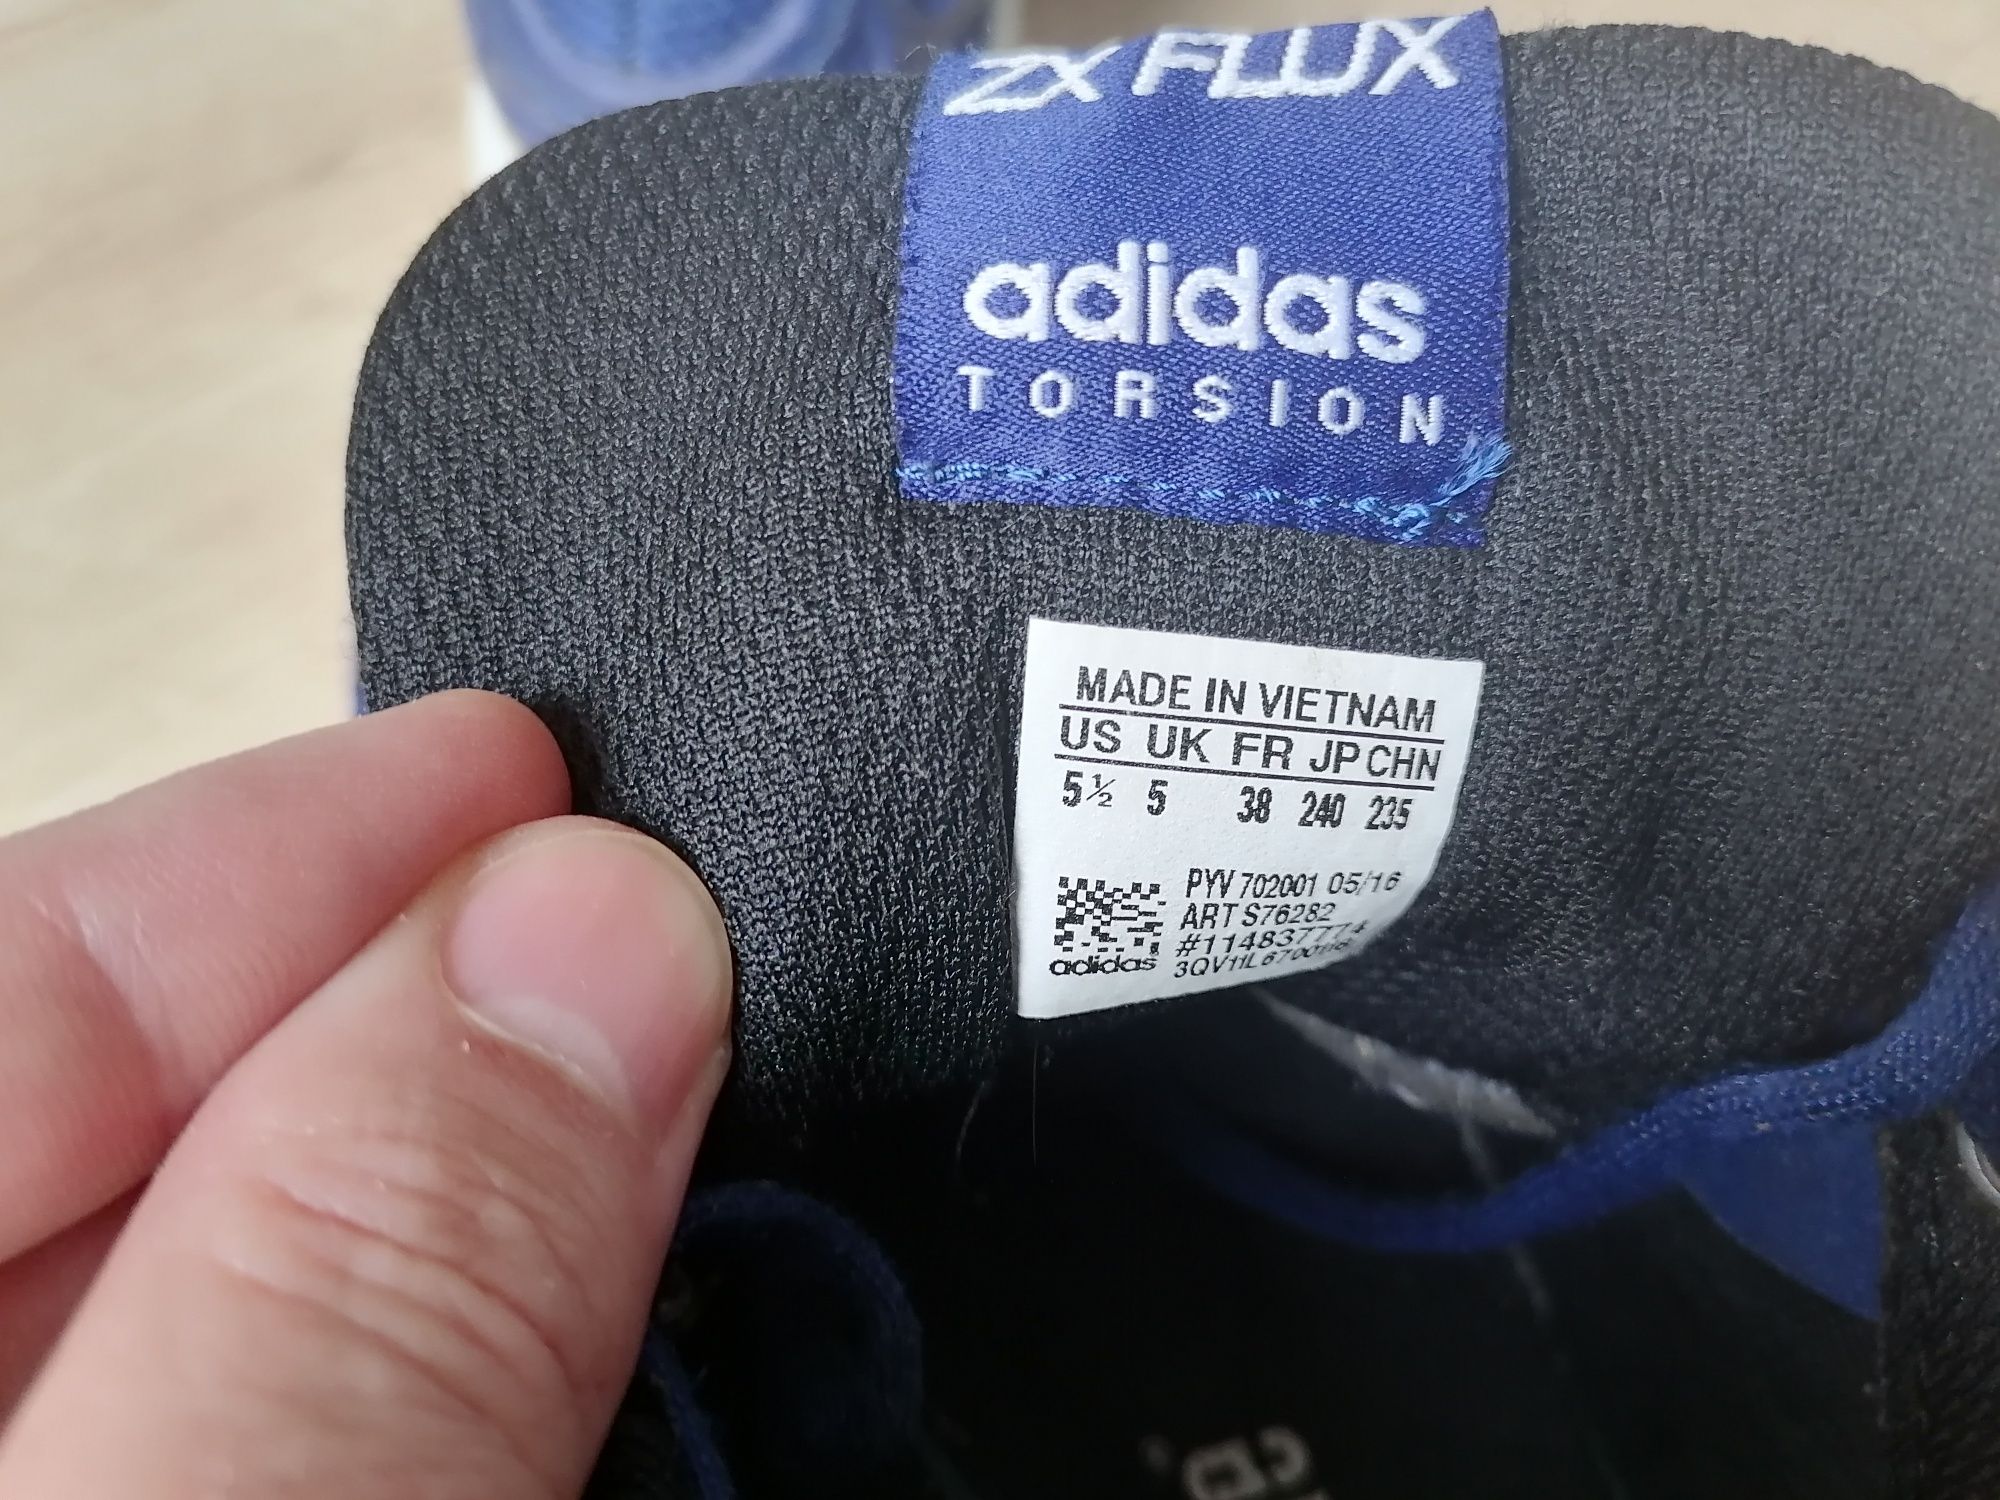 ZX FLUX
adidas
TORSION
MADE IN VIETNAM
US UK FR JP CHN
5½ 5 38 240 235
PYV 702001 05/16
ART S76282
#1148377774
adidas